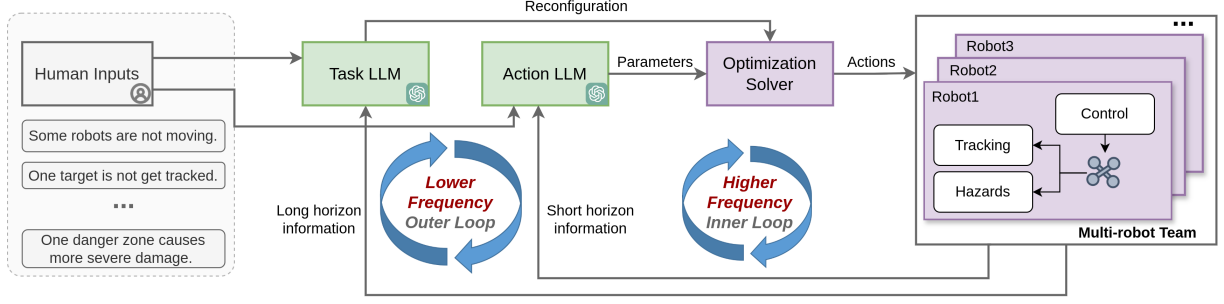 Reconfiguration
Human Inputs
Some robots are not moving.
One target is not get tracked.
...
One danger zone causes
more severe damage.
Task LLM
Action LLM
Parameters
Optimization
Solver
Actions
Long horizon
information
Lower
Frequency
Outer Loop
Short horizon
information
Higher
Frequency
Inner Loop
...
Robot3
Robot2
Robot1
Control
Tracking
Hazards
Multi-robot Team